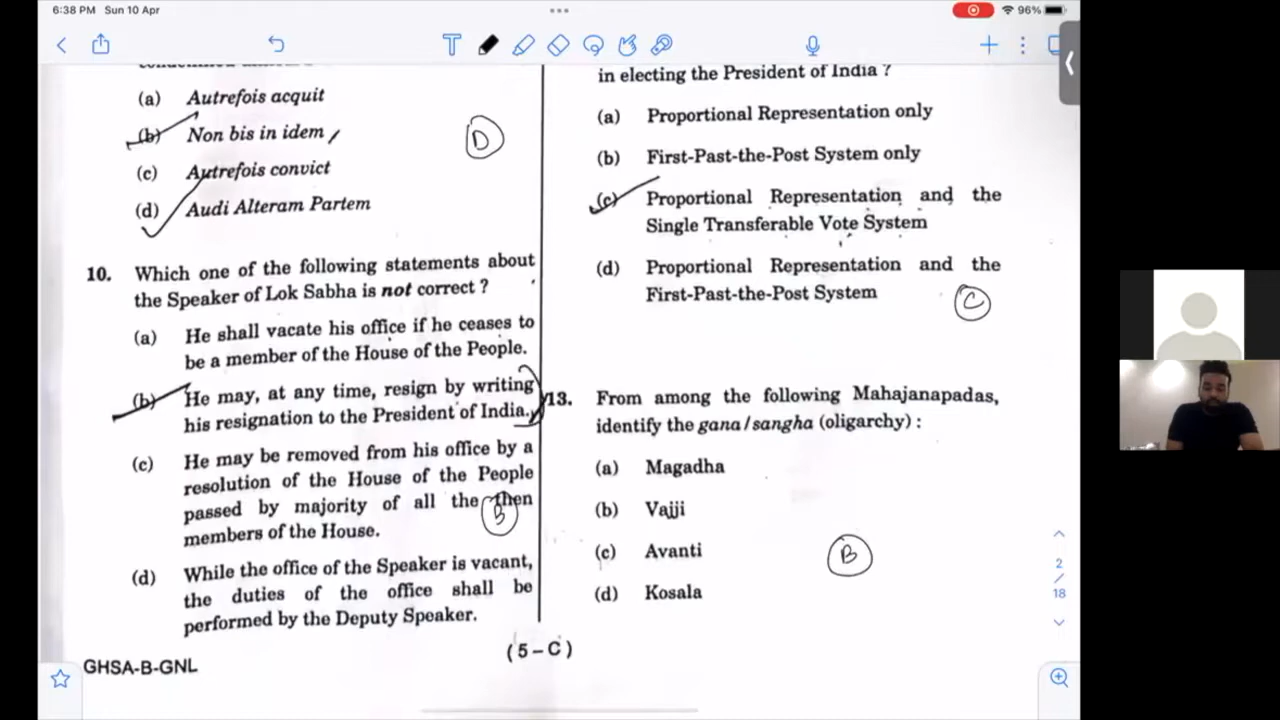 6:38 PM Sun 10 Apr
96%
(a) Autrefois acquit
(b) Non bis in idem
(c) Autrefois convict
(d) Audi Alteram Partem
D
10. Which one of the following statements about
the Speaker of Lok Sabha is not correct ?
(a) He shall vacate his office if he ceases to
be a member of the House of the People.
(b) He may, at any time, resign by writing
his resignation to the President of India.
(c) He may be removed from his office by a
resolution of the House of the People
passed by majority of all the then
members of the House.
B
(d) While the office of the Speaker is vacant,
the duties of the office shall be
performed by the Deputy Speaker.
in electing the President of India ?
(a) Proportional Representation only
(b) First-Past-the-Post System only
(c) Proportional Representation and the
Single Transferable Vote System
(d) Proportional Representation and the
First-Past-the-Post System
C
13. From among the following Mahajanapadas,
identify the gana/sangha (oligarchy) :
(a) Magadha
(b) Vajji
(c) Avanti
(d) Kosala
B
2
/
18
(5–C)
GHSA-B-GNL